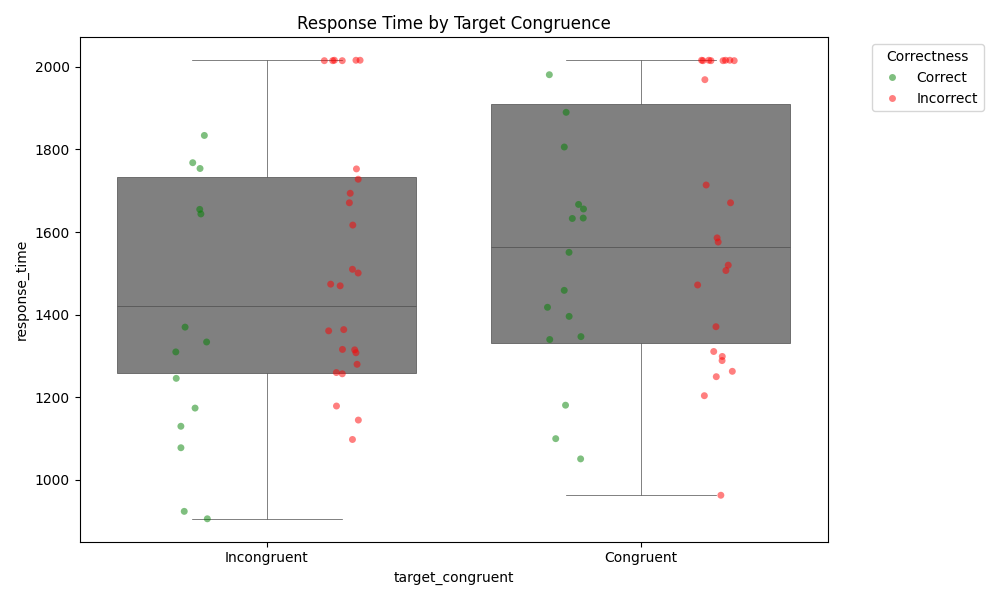 Response Time by Target Congruence
Correctness
Correct
Incorrect
2000
1800
1600
1400
1200
1000
response_time
Incongruent
Congruent
target_congruent